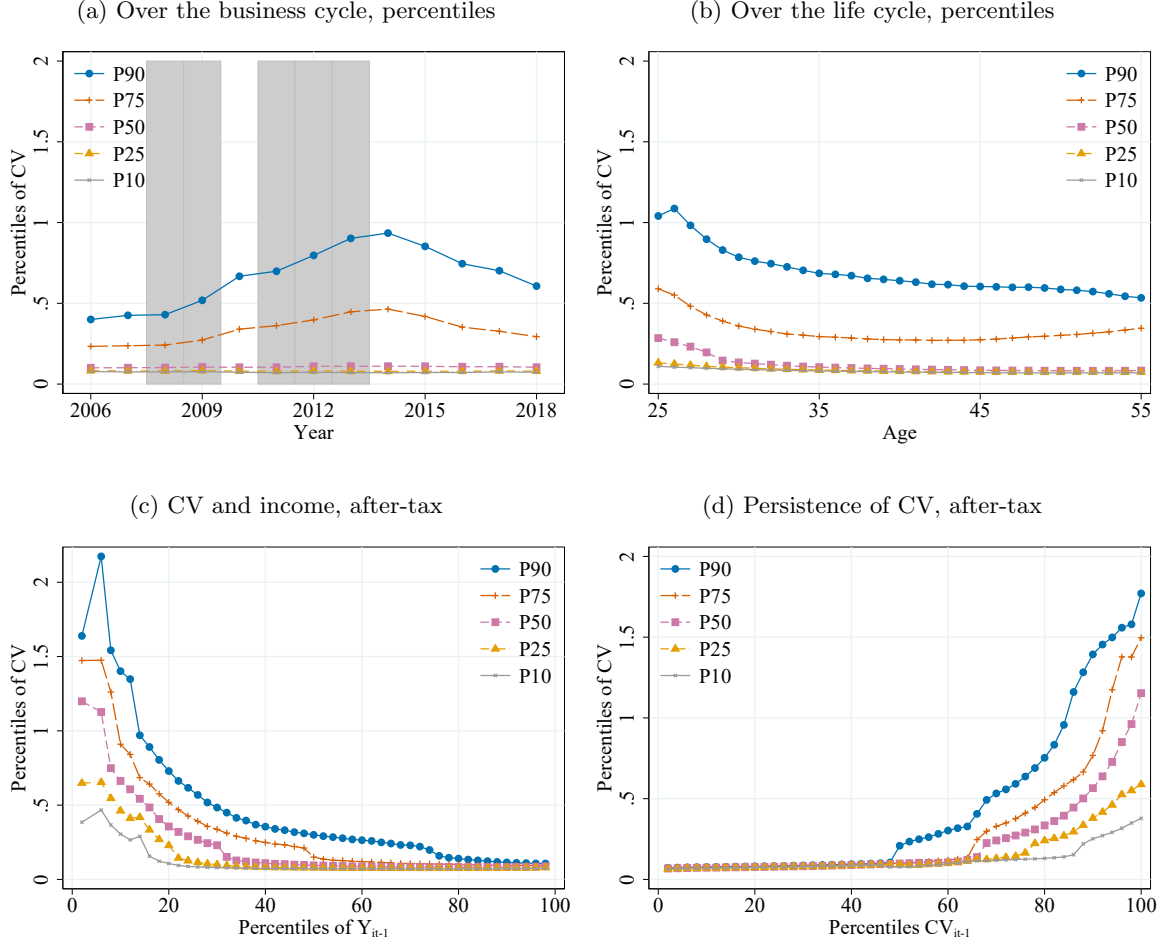 (a) Over the business cycle, percentiles
P90
P75
P50
P25
P10
Percentiles of CV
0
.5
1
1.5
2
2006
2009
2012
2015
2018
Year
(b) Over the life cycle, percentiles
P90
P75
P50
P25
P10
Percentiles of CV
0
.5
1
1.5
2
25
35
45
55
Age
(c) CV and income, after-tax
P90
P75
P50
P25
P10
Percentiles of CV
0
.5
1
1.5
2
0
20
40
60
80
100
Percentiles of Y it-1
(d) Persistence of CV, after-tax
P90
P75
P50
P25
P10
Percentiles of CV
0
.5
1
1.5
2
0
20
40
60
80
100
Percentiles CV it-1